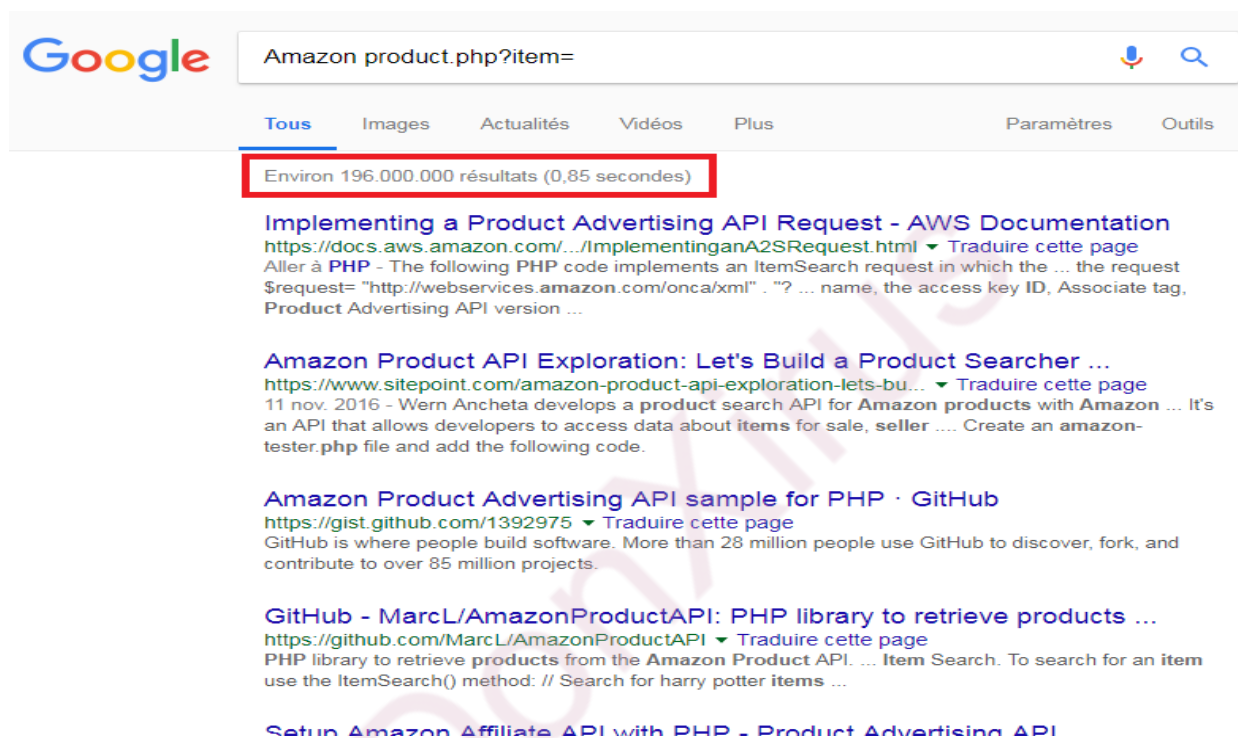 Google
Amazon product.php?item=
Tous Images Actualités Vidéos Plus Paramètres Outils
Environ 196.000.000 résultats (0,85 secondes)
Implementing a Product Advertising API Request - AWS Documentation
https://docs.aws.amazon.com/.../ImplementinganA2SRequest.html ▼ Traduire cette page
Aller à PHP - The following PHP code implements an ItemSearch request in which the ... the request
$request= "http://webservices.amazon.com/onca/xml" . "? ... name, the access key ID, Associate tag,
Product Advertising API version ...
Amazon Product API Exploration: Let's Build a Product Searcher ...
https://www.sitepoint.com/amazon-product-api-exploration-lets-bu... ▼ Traduire cette page
11 nov. 2016 - Wern Ancheta develops a product search API for Amazon products with Amazon ... It's
an API that allows developers to access data about items for sale, seller .... Create an amazon-
tester.php file and add the following code.
Amazon Product Advertising API sample for PHP · GitHub
https://gist.github.com/1392975 ▼ Traduire cette page
GitHub is where people build software. More than 28 million people use GitHub to discover, fork, and
contribute to over 85 million projects.
GitHub - MarcL/AmazonProductAPI: PHP library to retrieve products ...
https://github.com/MarcL/AmazonProductAPI ▼ Traduire cette page
PHP library to retrieve products from the Amazon Product API. ... Item Search. To search for an item
use the ItemSearch() method: // Search for harry potter items ...
Setup Amazon Affiliate API with PHP - Product Advertising API
DonXirus